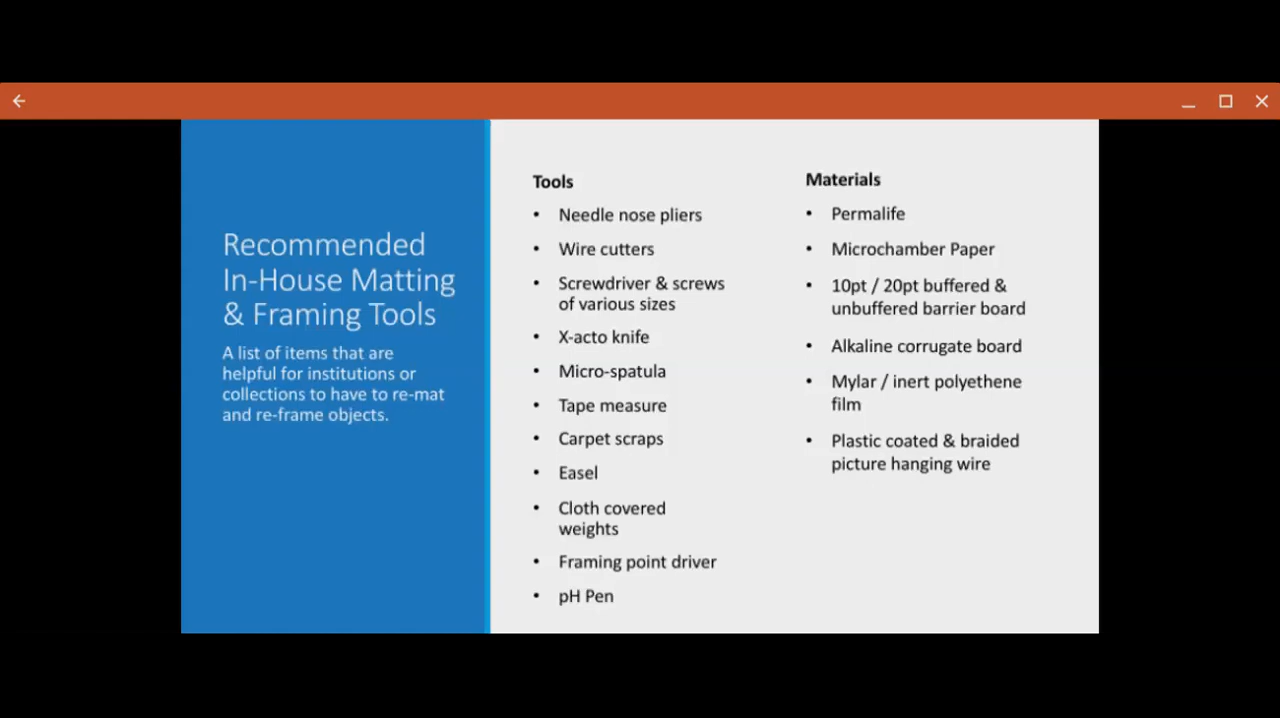 Recommended
In-House Matting
& Framing Tools
A list of items that are
helpful for institutions or
collections to have to re-mat
and re-frame objects.
Tools
• Needle nose pliers
• Wire cutters
• Screwdriver & screws
of various sizes
• X-acto knife
• Micro-spatula
• Tape measure
• Carpet scraps
• Easel
• Cloth covered
weights
• Framing point driver
• pH Pen
Materials
• Permalife
• Microchamber Paper
• 10pt / 20pt buffered &
unbuffered barrier board
• Alkaline corrugate board
• Mylar / inert polyethene
film
• Plastic coated & braided
picture hanging wire